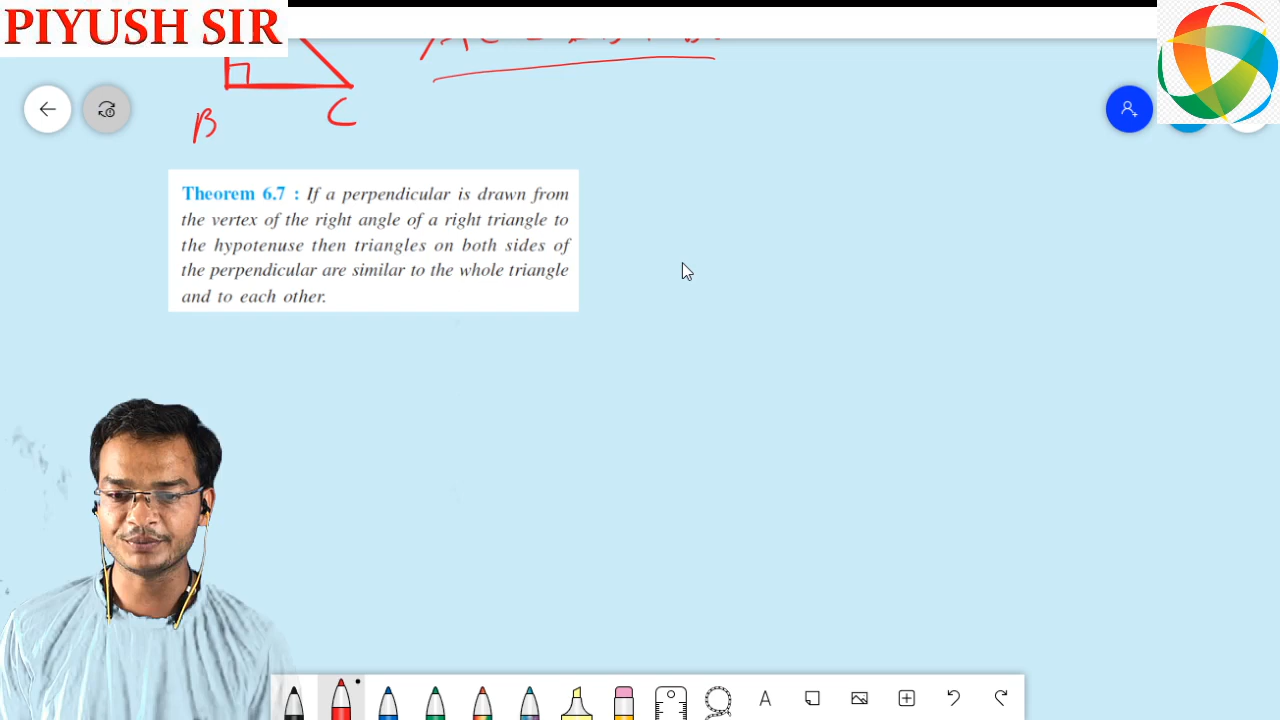 PIYUSH SIR
B
C
Theorem 6.7 : If a perpendicular is drawn from
the vertex of the right angle of a right triangle to
the hypotenuse then triangles on both sides of
the perpendicular are similar to the whole triangle
and to each other.
A